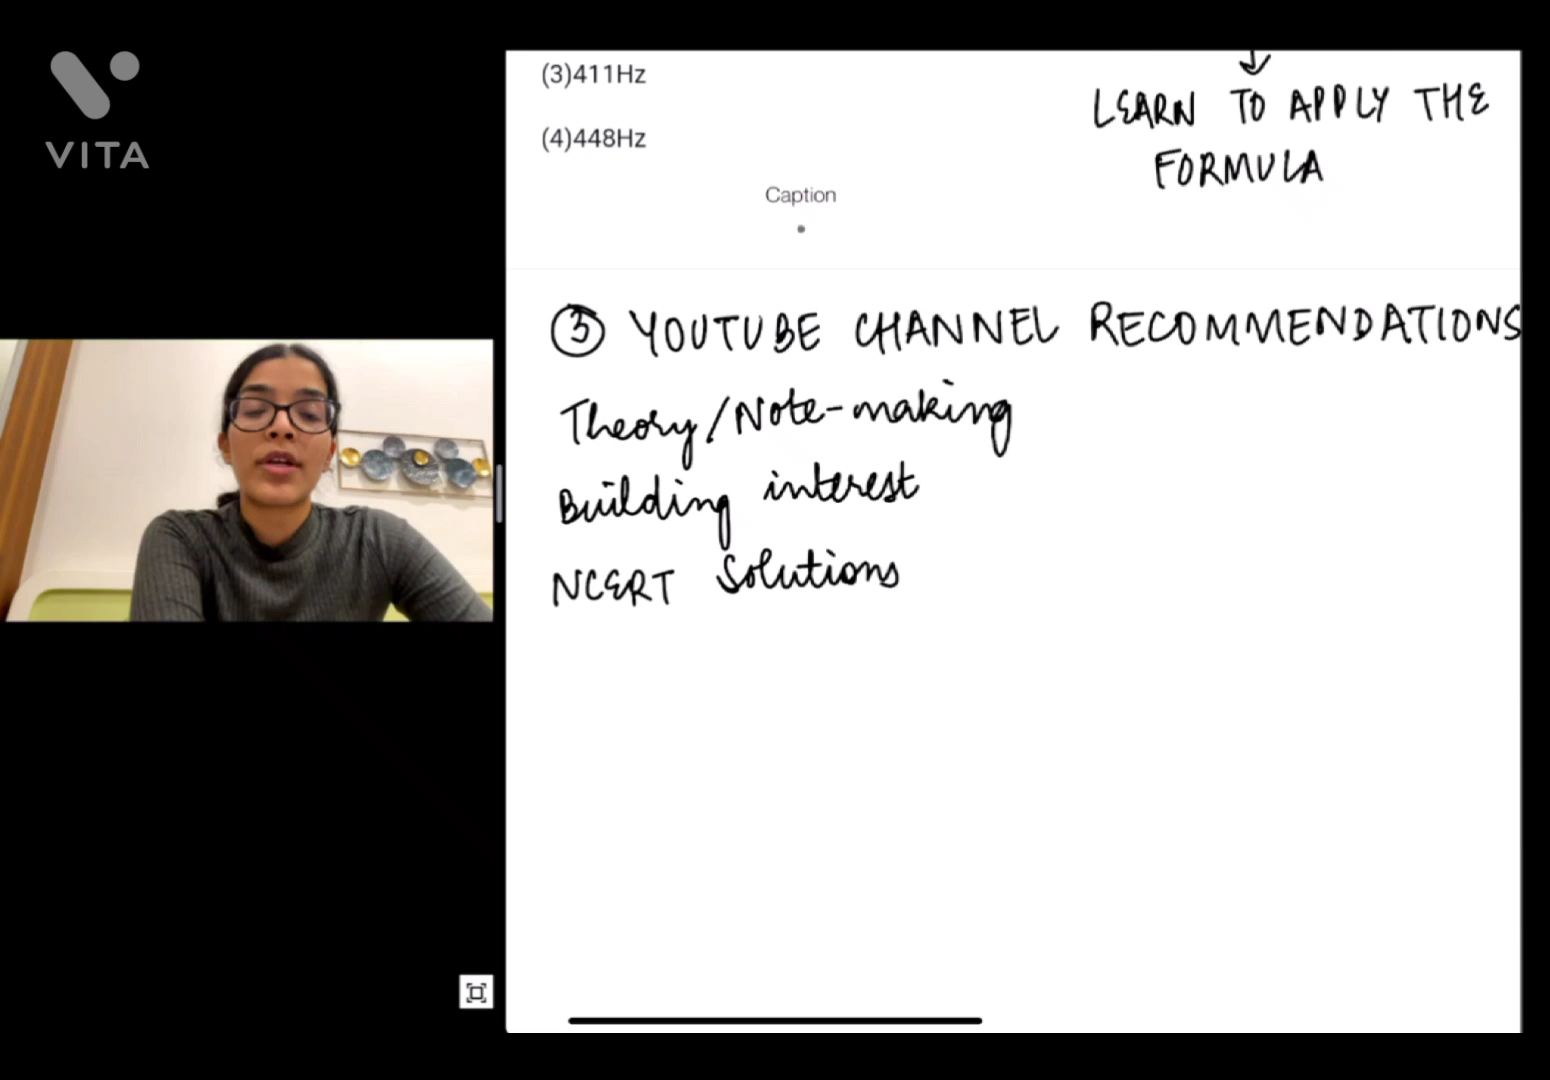 VITA
(3)411Hz
(4)448Hz
LEARN TO APPLY THE
FORMULA
Caption
③ YOUTUBE CHANNEL RECOMMENDATIONS
Theory/Note-making
Building interest
NCERT Solutions